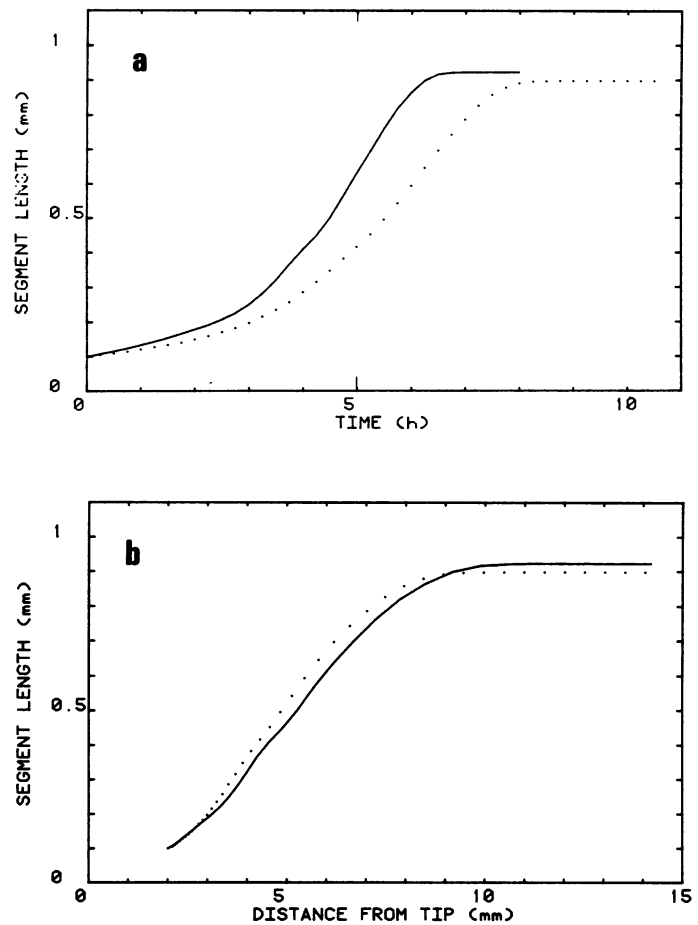 a
1
0.5
0
SEGMENT LENGTH (mm)
0 5 10
TIME (h)
b
1
0.5
0
SEGMENT LENGTH (mm)
0 5 10 15
DISTANCE FROM TIP (mm)